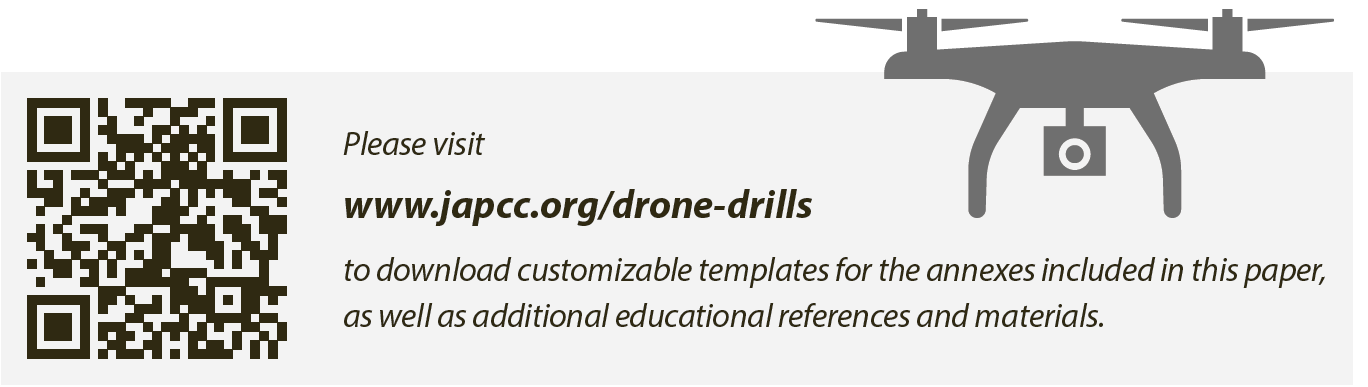 Please visit
www.japcc.org/drone-drills
to download customizable templates for the annexes included in this paper,
as well as additional educational references and materials.